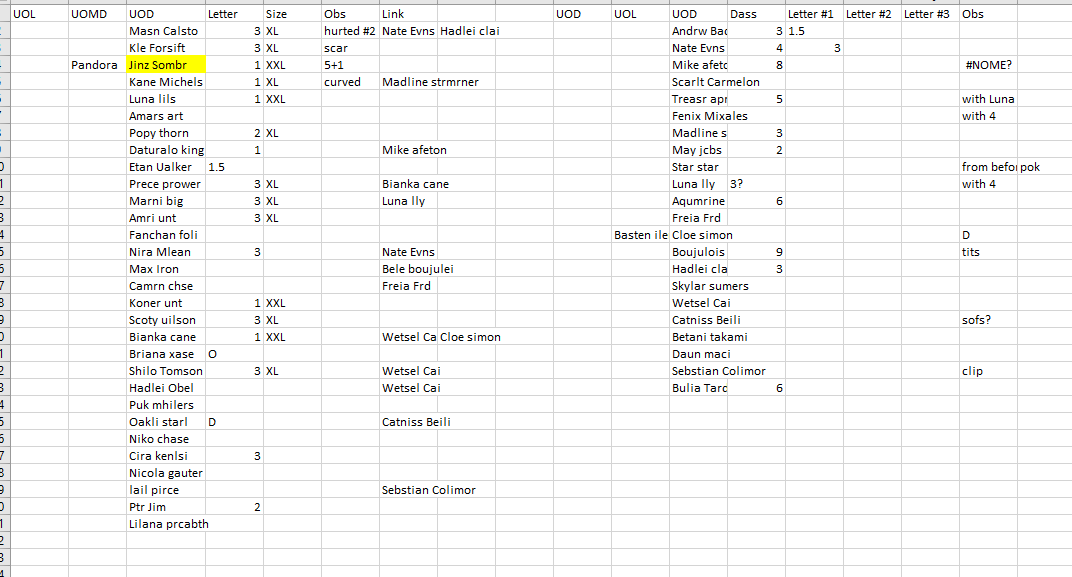 UOL UOMD UOD Letter Size Obs Link UOD UOL UOD Dass Letter #1 Letter #2 Letter #3 Obs
Masn Calsto 3 XL hurted #2 Nate Evns Hadlei clai Andrw Bac 3 1.5
Kle Forsift 3 XL scar Nate Evns 4 3
Pandora Jinz Sombr 1 XXL 5+1 Mike afeto 8 #NOME?
Kane Michels 1 XL curved Madline strmrner Scarlt Carmelon
Luna lils 1 XXL Treasr apr 5 with Luna
Amars art Fenix Mixales with 4
Popy thorn 2 XL Madline s 3
Daturalo king 1 Mike afeton May jcbs 2
Etan Ualker 1.5 Star star from befor pok
Prece prower 3 XL Bianka cane Luna lly 3? with 4
Marni big 3 XL Luna lly Aqumrine 6
Amri unt 3 XL Freia Frd
Fanchan foli Basten ile Cloe simon D
Nira Mlean 3 Nate Evns Boujulois 9 tits
Max Iron Bele boujulei Hadlei cla 3
Camrn chse Freia Frd Skylar sumers
Koner unt 1 XXL Wetsel Cai
Scoty uilson 3 XL Catniss Beili sofs?
Bianka cane 1 XXL Wetsel Ca Cloe simon Betani takami
Briana xase O Daun maci
Shilo Tomson 3 XL Wetsel Cai Sebstian Colimor clip
Hadlei Obel Wetsel Cai Bulia Tarc 6
Puk mhilers
Oakli starl D Catniss Beili
Niko chase
Cira kenlsi 3
Nicola gauter
lail pirce Sebstian Colimor
Ptr Jim 2
Lilana prcabth